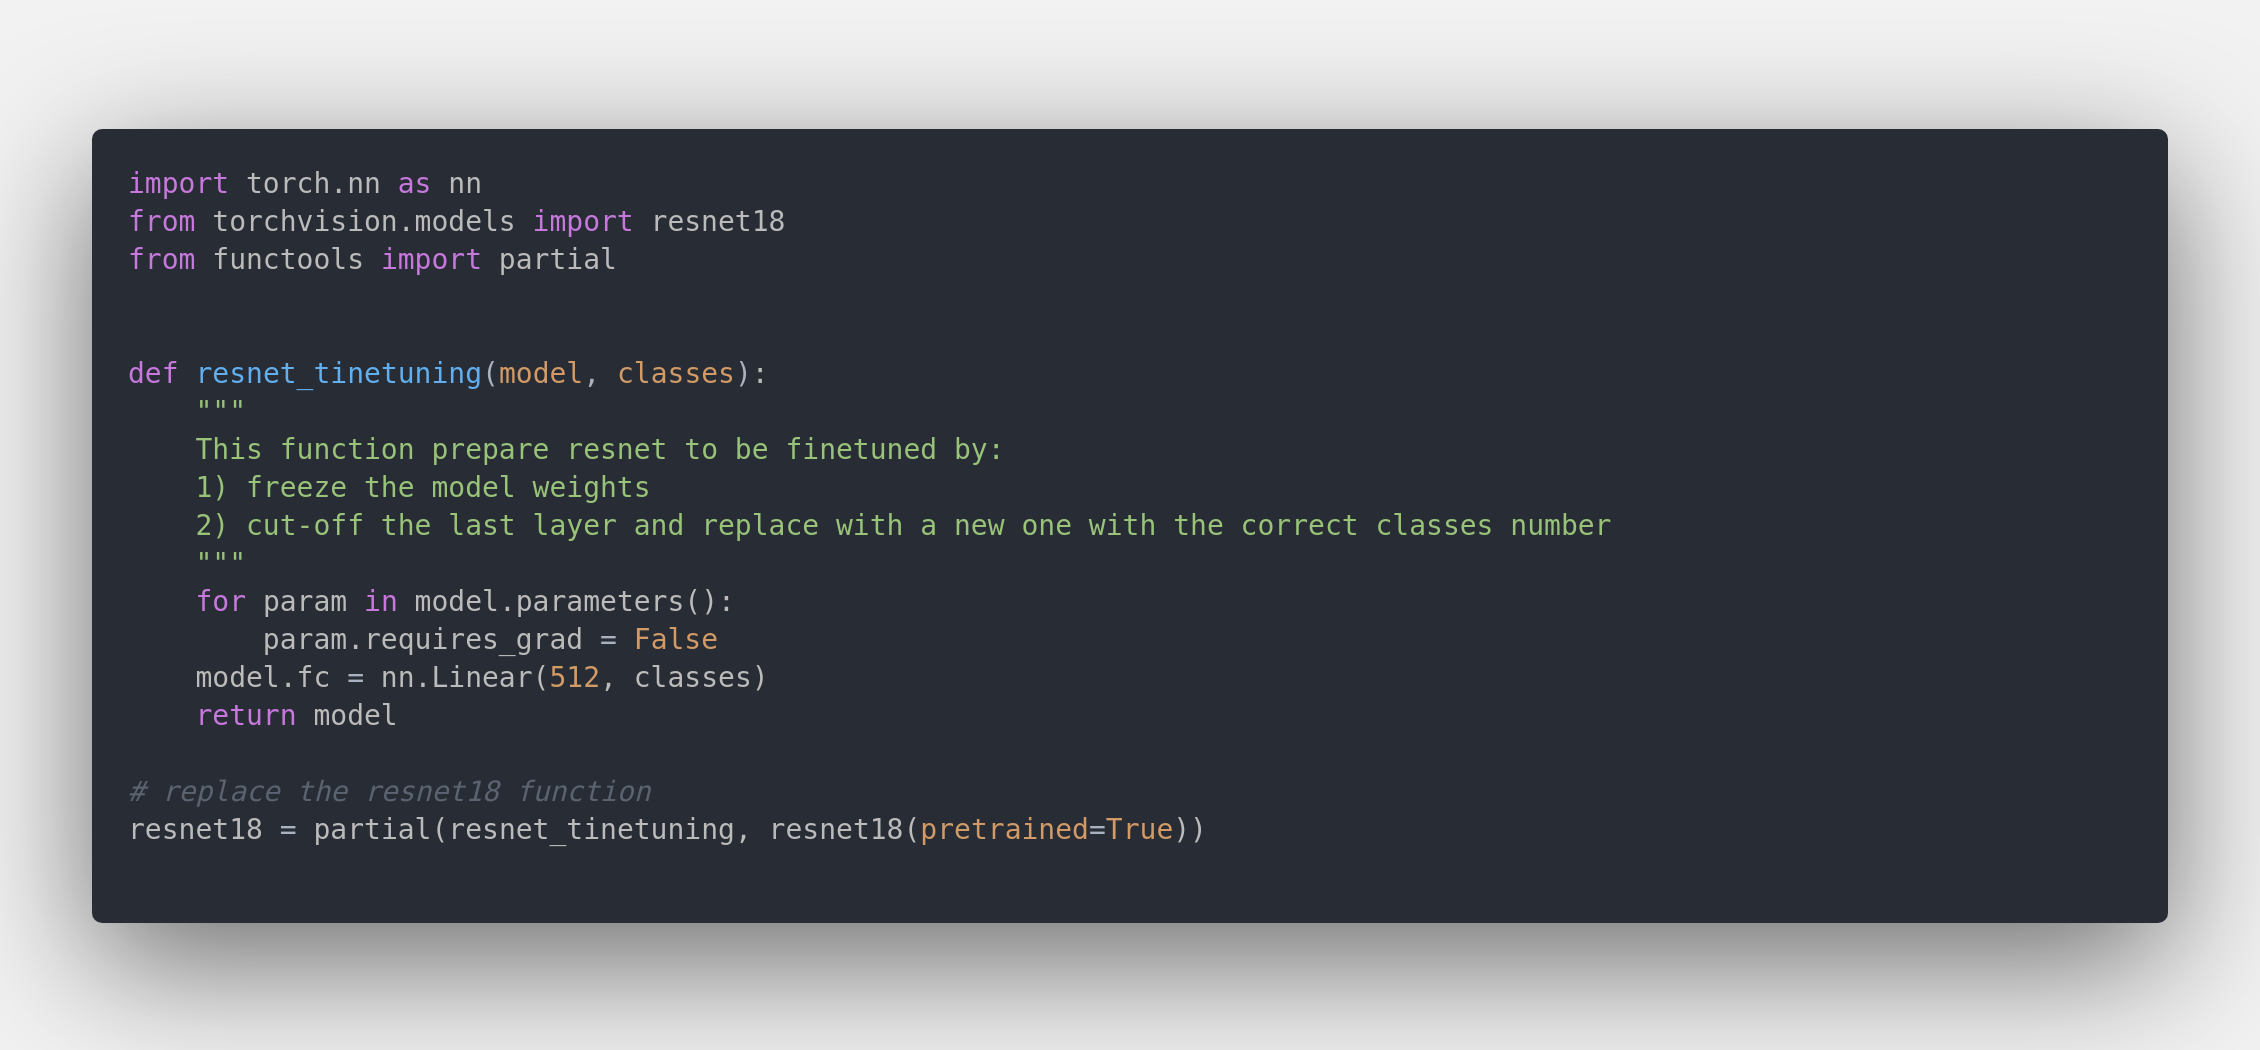 import torch.nn as nn
from torchvision.models import resnet18
from functools import partial
def resnet_tinetuning(model, classes):
    """
    This function prepare resnet to be finetuned by:
    1) freeze the model weights
    2) cut-off the last layer and replace with a new one with the correct classes number
    """
    for param in model.parameters():
        param.requires_grad = False
    model.fc = nn.Linear(512, classes)
    return model
# replace the resnet18 function
resnet18 = partial(resnet_tinetuning, resnet18(pretrained=True))